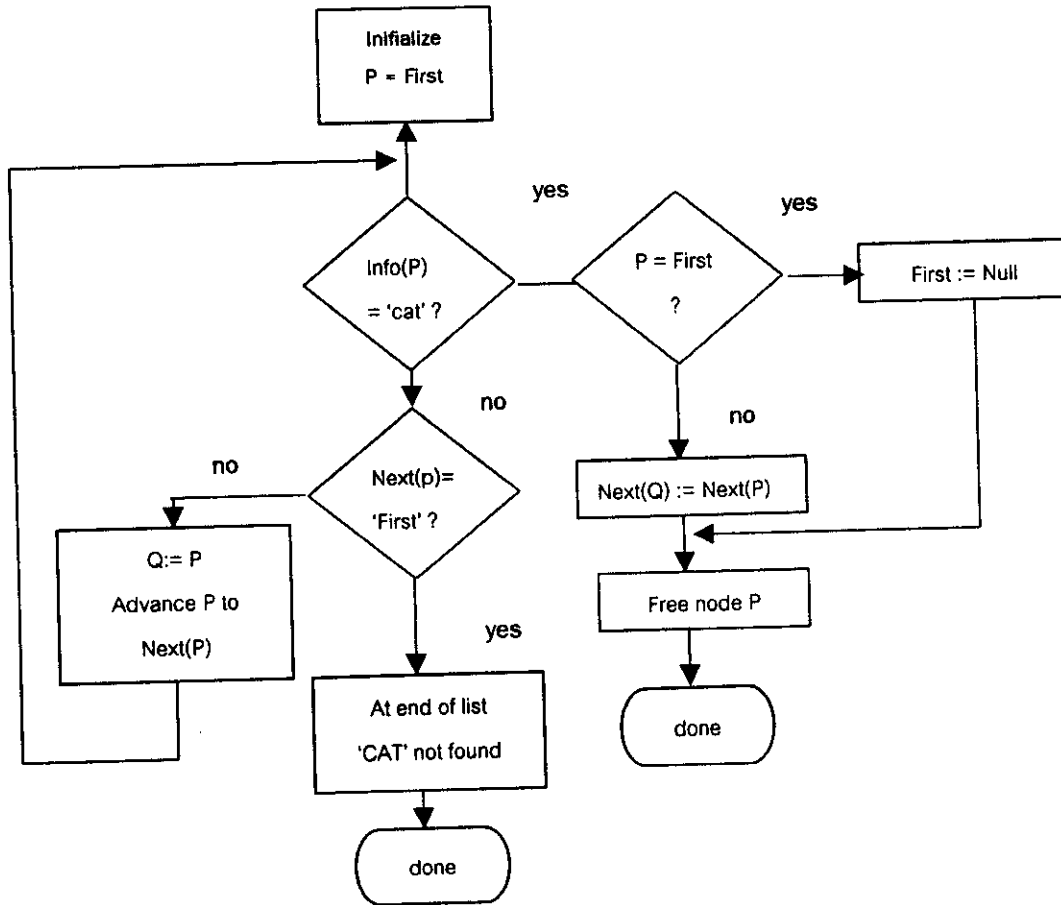 Inifialize
P = First
yes
yes
Info(P)
= 'cat' ?
P = First
?
First := Null
no
no
no
Next(p)=
'First' ?
Next(Q) := Next(P)
Q:= P
Advance P to
Next(P)
Free node P
yes
At end of list
'CAT' not found
done
done